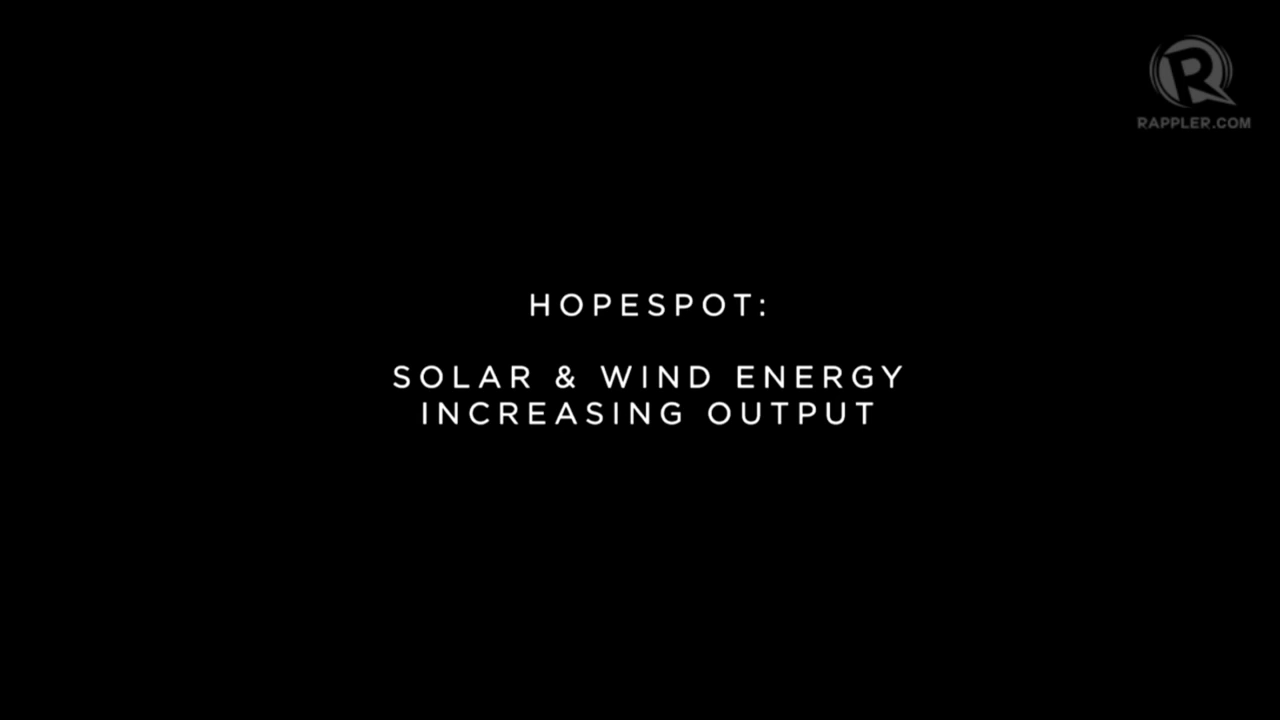 RAPPLER.COM
HOPESPOT:
SOLAR & WIND ENERGY
INCREASING OUTPUT